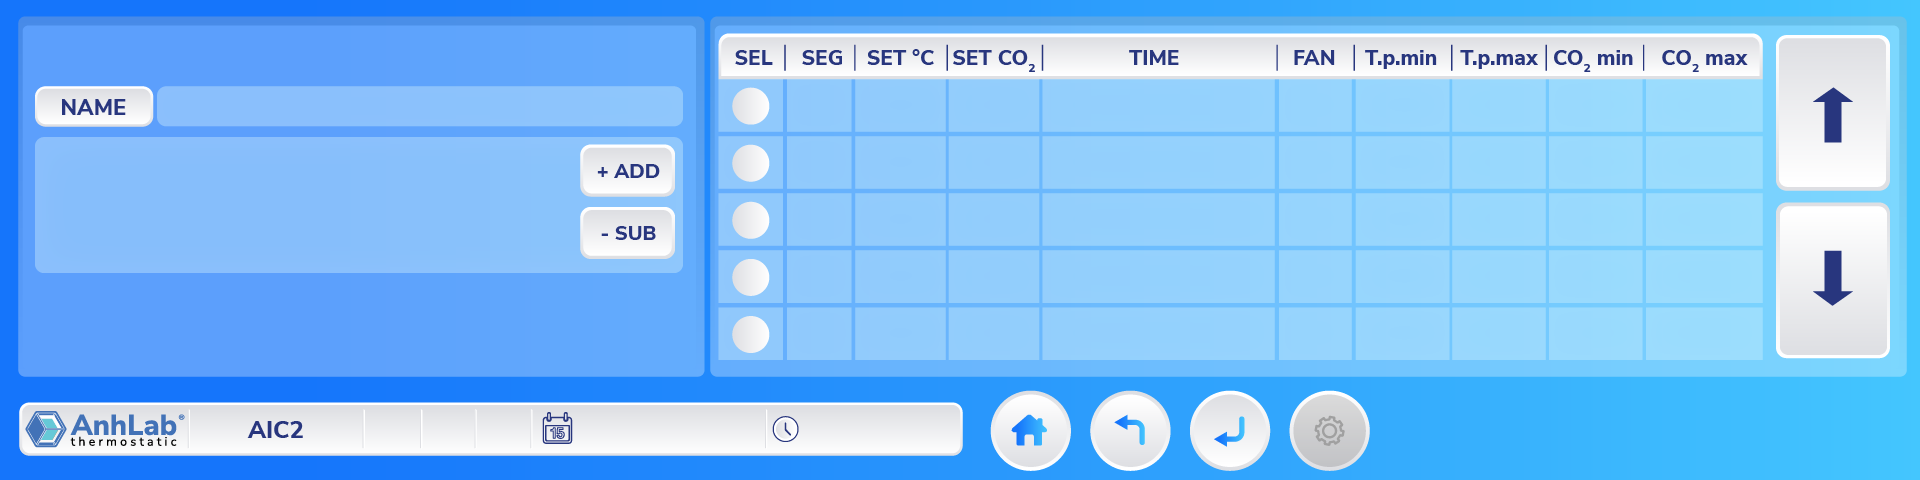 SEL SEG SET °C SET CO₂ TIME FAN T.p.min T.p.max CO₂ min CO₂ max
NAME
+ ADD
- SUB
AnhLab®
thermostatic
AIC2
15